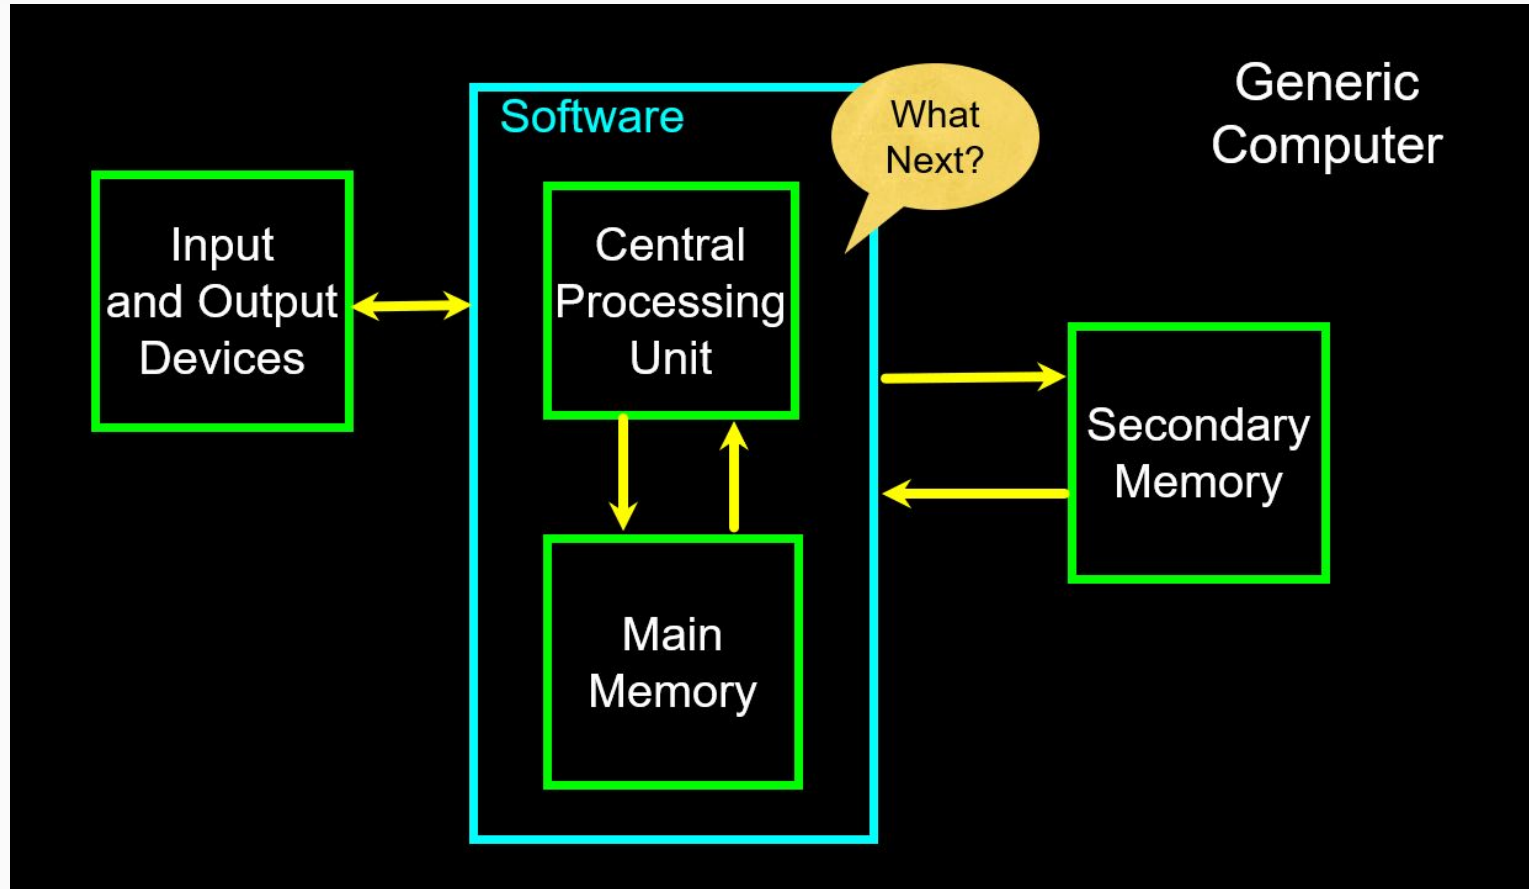 Generic
Computer
Software
What
Next?
Input
and Output
Devices
Central
Processing
Unit
Secondary
Memory
Main
Memory